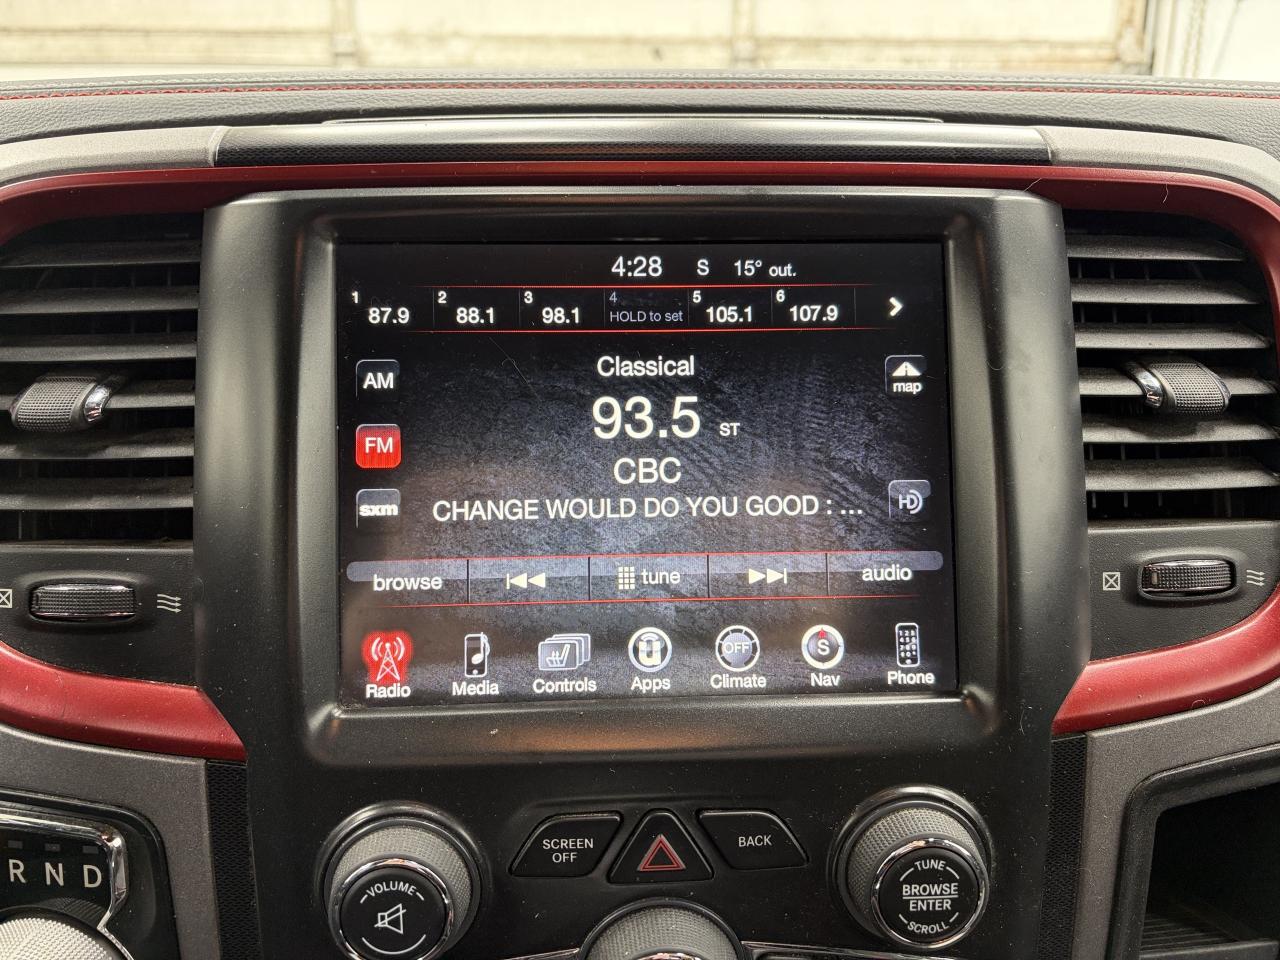 4:28 S 15° out.
1 87.9 2 88.1 3 98.1 4 HOLD to set 5 105.1 6 107.9
Classical
AM
map
93.5 ST
FM
CBC
sxm
CHANGE WOULD DO YOU GOOD : ...
HD
browse tune audio
OFF S
Radio Media Controls Apps Climate Nav Phone
SCREEN
OFF
BACK
VOLUME
TUNE
BROWSE
ENTER
SCROLL
R N D